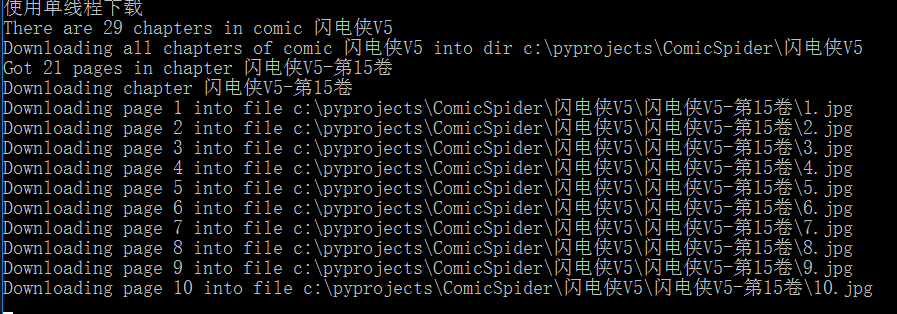 使用单线程下载
There are 29 chapters in comic 闪电侠V5
Downloading all chapters of comic 闪电侠V5 into dir c:\pyprojects\ComicSpider\闪电侠V5
Got 21 pages in chapter 闪电侠V5-第15卷
Downloading chapter 闪电侠V5-第15卷
Downloading page 1 into file c:\pyprojects\ComicSpider\闪电侠V5\闪电侠V5-第15卷\1.jpg
Downloading page 2 into file c:\pyprojects\ComicSpider\闪电侠V5\闪电侠V5-第15卷\2.jpg
Downloading page 3 into file c:\pyprojects\ComicSpider\闪电侠V5\闪电侠V5-第15卷\3.jpg
Downloading page 4 into file c:\pyprojects\ComicSpider\闪电侠V5\闪电侠V5-第15卷\4.jpg
Downloading page 5 into file c:\pyprojects\ComicSpider\闪电侠V5\闪电侠V5-第15卷\5.jpg
Downloading page 6 into file c:\pyprojects\ComicSpider\闪电侠V5\闪电侠V5-第15卷\6.jpg
Downloading page 7 into file c:\pyprojects\ComicSpider\闪电侠V5\闪电侠V5-第15卷\7.jpg
Downloading page 8 into file c:\pyprojects\ComicSpider\闪电侠V5\闪电侠V5-第15卷\8.jpg
Downloading page 9 into file c:\pyprojects\ComicSpider\闪电侠V5\闪电侠V5-第15卷\9.jpg
Downloading page 10 into file c:\pyprojects\ComicSpider\闪电侠V5\闪电侠V5-第15卷\10.jpg